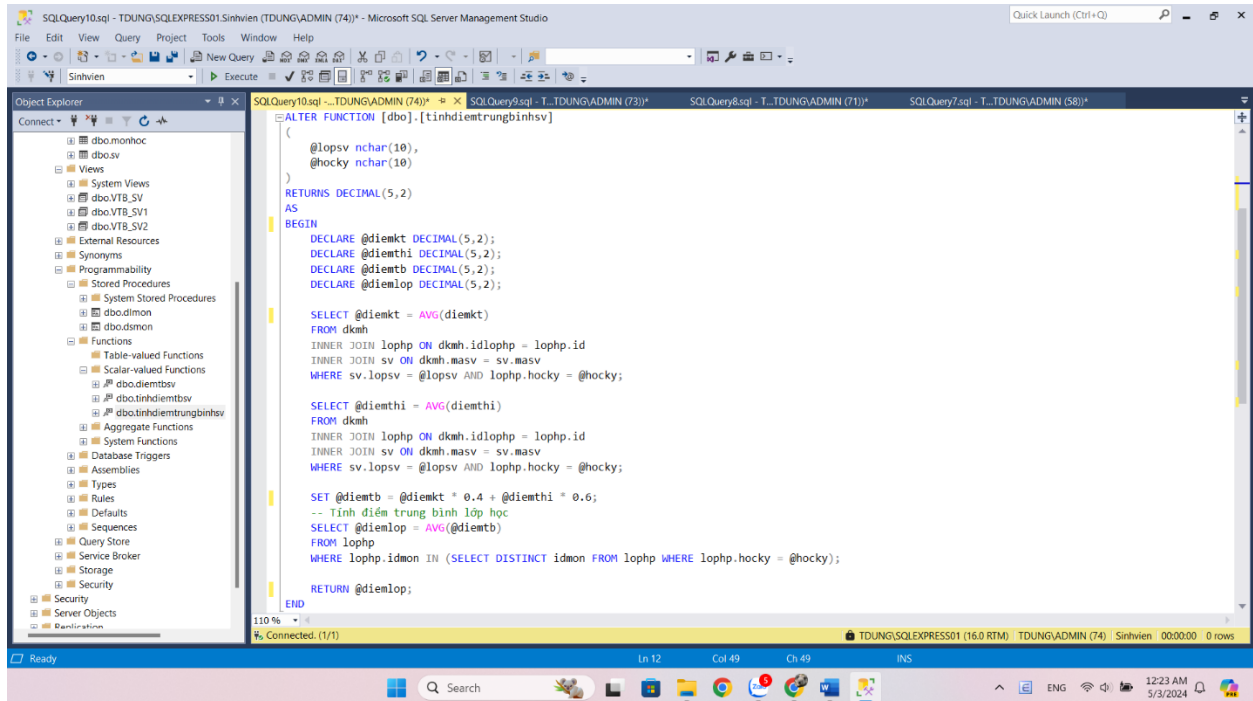 SQLQuery10.sql - TDUNG\SQLEXPRESS01.Sinhvien (TDUNG\ADMIN (74))* - Microsoft SQL Server Management Studio
Quick Launch (Ctrl+Q)
File Edit View Query Project Tools Window Help
New Query
Sinhvien
Execute
Object Explorer
Connect
dbo.monhoc
dbo.sv
Views
System Views
dbo.VTB_SV
dbo.VTB_SV1
dbo.VTB_SV2
External Resources
Synonyms
Programmability
Stored Procedures
System Stored Procedures
dbo.dlmon
dbo.dsmon
Functions
Table-valued Functions
Scalar-valued Functions
dbo.diemtbsv
dbo.tinhdiemtbsv
dbo.tinhdiemtrungbinhsv
Aggregate Functions
System Functions
Database Triggers
Assemblies
Types
Rules
Defaults
Sequences
Query Store
Service Broker
Storage
Security
Security
Server Objects
Replication
SQLQuery10.sql -...TDUNG\ADMIN (74))* SQLQuery9.sql - T...TDUNG\ADMIN (73))* SQLQuery8.sql - T...TDUNG\ADMIN (71))* SQLQuery7.sql - T...TDUNG\ADMIN (58))*
ALTER FUNCTION [dbo].[tinhdiemtrungbinhsv]
(
@lopsv nchar(10),
@hocky nchar(10)
)
RETURNS DECIMAL(5,2)
AS
BEGIN
DECLARE @diemkt DECIMAL(5,2);
DECLARE @diemthi DECIMAL(5,2);
DECLARE @diemtb DECIMAL(5,2);
DECLARE @diemlop DECIMAL(5,2);
SELECT @diemkt = AVG(diemkt)
FROM dkmh
INNER JOIN lophp ON dkmh.idlophp = lophp.id
INNER JOIN sv ON dkmh.masv = sv.masv
WHERE sv.lopsv = @lopsv AND lophp.hocky = @hocky;
SELECT @diemthi = AVG(diemthi)
FROM dkmh
INNER JOIN lophp ON dkmh.idlophp = lophp.id
INNER JOIN sv ON dkmh.masv = sv.masv
WHERE sv.lopsv = @lopsv AND lophp.hocky = @hocky;
SET @diemtb = @diemkt * 0.4 + @diemthi * 0.6;
-- Tính điểm trung bình lớp học
SELECT @diemlop = AVG(@diemtb)
FROM lophp
WHERE lophp.idmon IN (SELECT DISTINCT idmon FROM lophp WHERE lophp.hocky = @hocky);
RETURN @diemlop;
END
110 %
Connected. (1/1)
TDUNG\SQLEXPRESS01 (16.0 RTM) TDUNG\ADMIN (74) Sinhvien 00:00:00 0 rows
Ready
Ln 12 Col 49 Ch 49 INS
Search
5
ENG
12:23 AM
5/3/2024